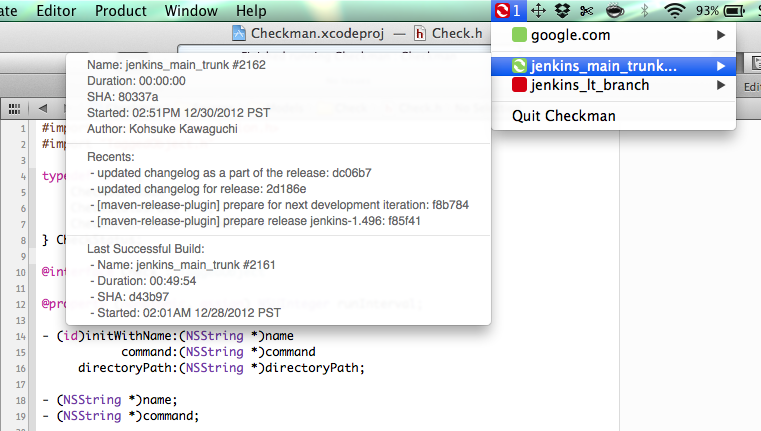 ate Editor Product Window Help 1 93%
Checkman.xcodeproj — Check.h
google.com
jenkins_main_trunk...
jenkins_lt_branch
Quit Checkman
Name: jenkins_main_trunk #2162
Duration: 00:00:00
SHA: 80337a
Started: 02:51PM 12/30/2012 PST
Author: Kohsuke Kawaguchi
Recents:
- updated changelog as a part of the release: dc06b7
- updated changelog for release: 2d186e
- [maven-release-plugin] prepare for next development iteration: f8b784
- [maven-release-plugin] prepare release jenkins-1.496: f85f41
Last Successful Build:
- Name: jenkins_main_trunk #2161
- Duration: 00:49:54
- SHA: d43b97
- Started: 02:01AM 12/28/2012 PST
Edi
1 #imp
2 #imp
3
4 type
5
6
7
8 } Ch
9
10 @int
11
12 @pro
13
14 - (id)initWithName:(NSString *)name
15 command:(NSString *)command
16 directoryPath:(NSString *)directoryPath;
17
18 - (NSString *)name;
19 - (NSString *)command;